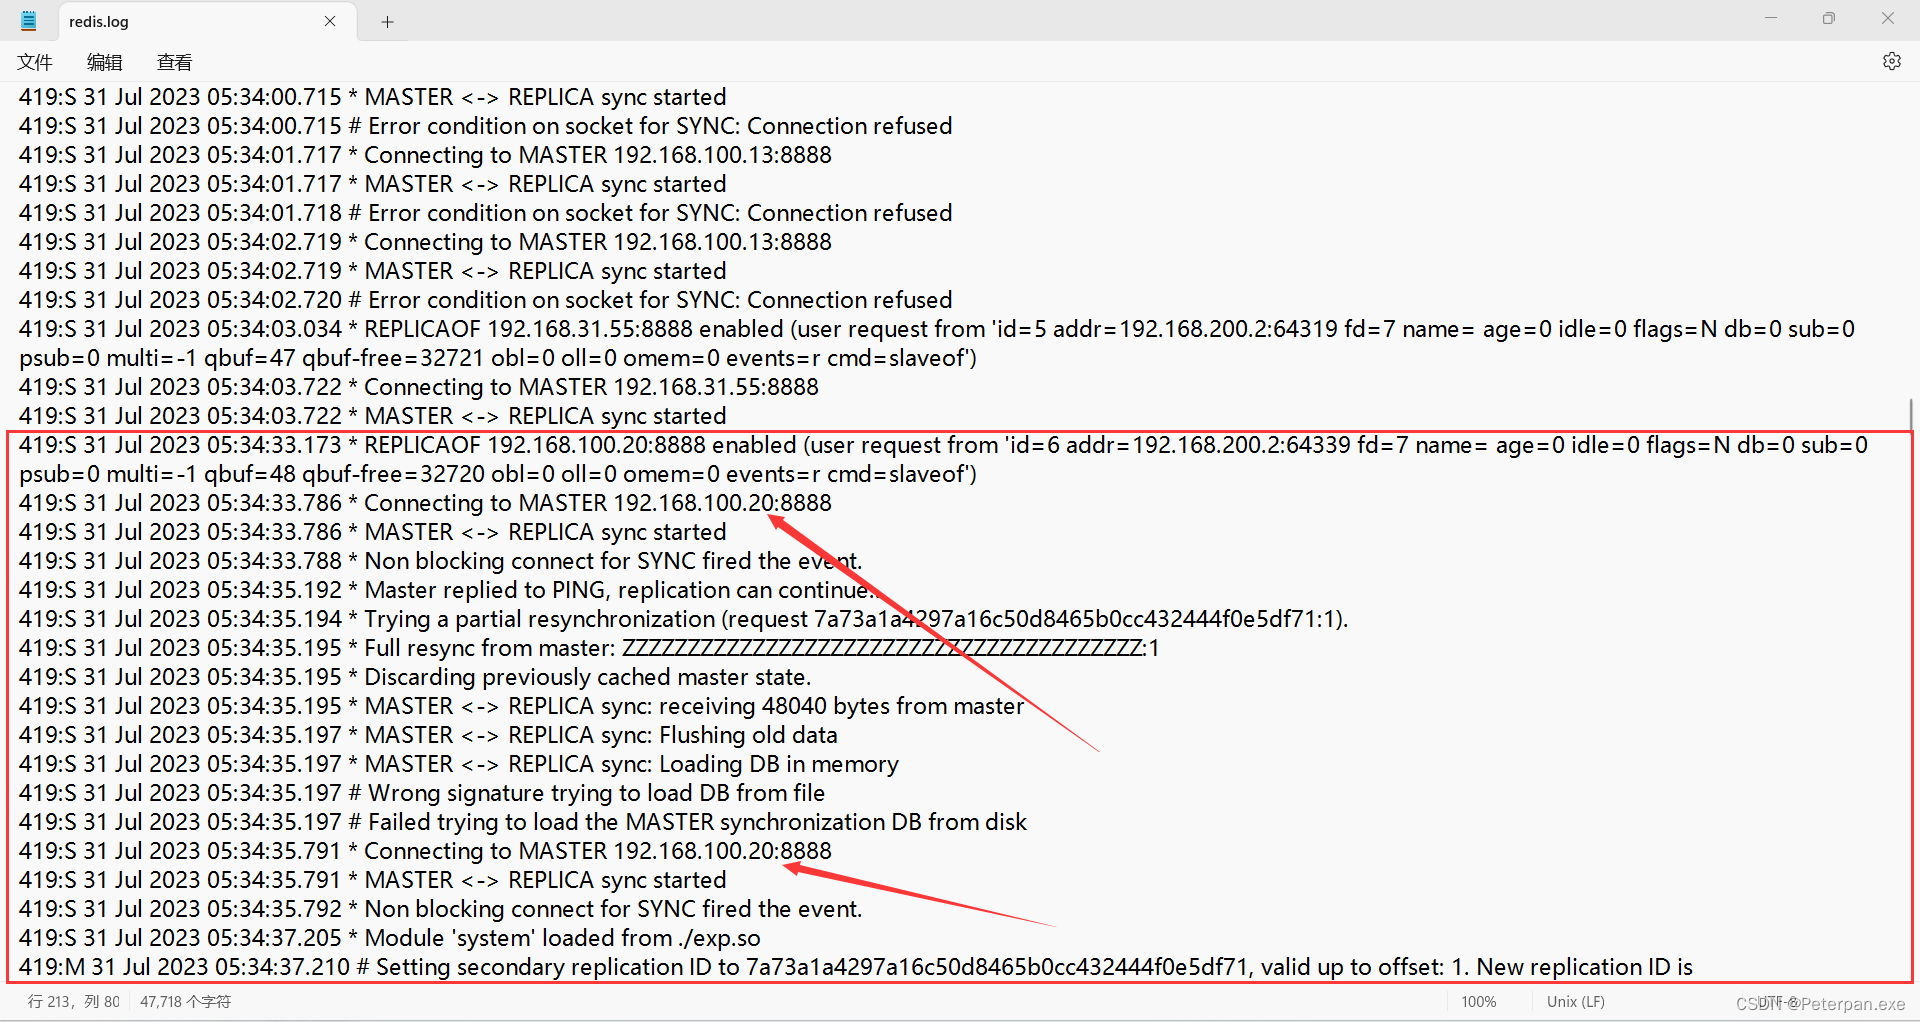 redis.log
文件 编辑 查看
419:S 31 Jul 2023 05:34:00.715 * MASTER <-> REPLICA sync started
419:S 31 Jul 2023 05:34:00.715 # Error condition on socket for SYNC: Connection refused
419:S 31 Jul 2023 05:34:01.717 * Connecting to MASTER 192.168.100.13:8888
419:S 31 Jul 2023 05:34:01.717 * MASTER <-> REPLICA sync started
419:S 31 Jul 2023 05:34:01.718 # Error condition on socket for SYNC: Connection refused
419:S 31 Jul 2023 05:34:02.719 * Connecting to MASTER 192.168.100.13:8888
419:S 31 Jul 2023 05:34:02.719 * MASTER <-> REPLICA sync started
419:S 31 Jul 2023 05:34:02.720 # Error condition on socket for SYNC: Connection refused
419:S 31 Jul 2023 05:34:03.034 * REPLICAOF 192.168.31.55:8888 enabled (user request from 'id=5 addr=192.168.200.2:64319 fd=7 name= age=0 idle=0 flags=N db=0 sub=0
psub=0 multi=-1 qbuf=47 qbuf-free=32721 obl=0 oll=0 omem=0 events=r cmd=slaveof')
419:S 31 Jul 2023 05:34:03.722 * Connecting to MASTER 192.168.31.55:8888
419:S 31 Jul 2023 05:34:03.722 * MASTER <-> REPLICA sync started
419:S 31 Jul 2023 05:34:33.173 * REPLICAOF 192.168.100.20:8888 enabled (user request from 'id=6 addr=192.168.200.2:64339 fd=7 name= age=0 idle=0 flags=N db=0 sub=0
psub=0 multi=-1 qbuf=48 qbuf-free=32720 obl=0 oll=0 omem=0 events=r cmd=slaveof')
419:S 31 Jul 2023 05:34:33.786 * Connecting to MASTER 192.168.100.20:8888
419:S 31 Jul 2023 05:34:33.786 * MASTER <-> REPLICA sync started
419:S 31 Jul 2023 05:34:33.788 * Non blocking connect for SYNC fired the event.
419:S 31 Jul 2023 05:34:35.192 * Master replied to PING, replication can continue...
419:S 31 Jul 2023 05:34:35.194 * Trying a partial resynchronization (request 7a73a1a4297a16c50d8465b0cc432444f0e5df71:1).
419:S 31 Jul 2023 05:34:35.195 * Full resync from master: ZZZZZZZZZZZZZZZZZZZZZZZZZZZZZZZZZZZZZZZZ:1
419:S 31 Jul 2023 05:34:35.195 * Discarding previously cached master state.
419:S 31 Jul 2023 05:34:35.195 * MASTER <-> REPLICA sync: receiving 48040 bytes from master
419:S 31 Jul 2023 05:34:35.197 * MASTER <-> REPLICA sync: Flushing old data
419:S 31 Jul 2023 05:34:35.197 * MASTER <-> REPLICA sync: Loading DB in memory
419:S 31 Jul 2023 05:34:35.197 # Wrong signature trying to load DB from file
419:S 31 Jul 2023 05:34:35.197 # Failed trying to load the MASTER synchronization DB from disk
419:S 31 Jul 2023 05:34:35.791 * Connecting to MASTER 192.168.100.20:8888
419:S 31 Jul 2023 05:34:35.791 * MASTER <-> REPLICA sync started
419:S 31 Jul 2023 05:34:35.792 * Non blocking connect for SYNC fired the event.
419:S 31 Jul 2023 05:34:37.205 * Module 'system' loaded from ./exp.so
419:M 31 Jul 2023 05:34:37.210 # Setting secondary replication ID to 7a73a1a4297a16c50d8465b0cc432444f0e5df71, valid up to offset: 1. New replication ID is
行 213，列 80 47,718 个字符 100% Unix (LF) UTF-8
CSDN @Peterpan.exe